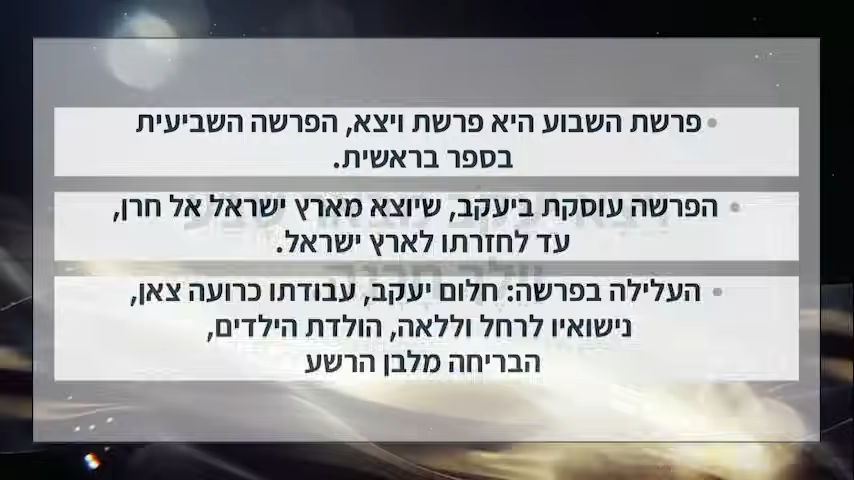 • פרשת השבוע היא פרשת ויצא, הפרשה השביעית
בספר בראשית.
• הפרשה עוסקת ביעקב, שיוצא מארץ ישראל אל חרן,
עד לחזרתו לארץ ישראל.
• העלילה בפרשה: חלום יעקב, עבודתו כרועה צאן,
נישואיו לרחל וללאה, הולדת הילדים,
הבריחה מלבן הרשע